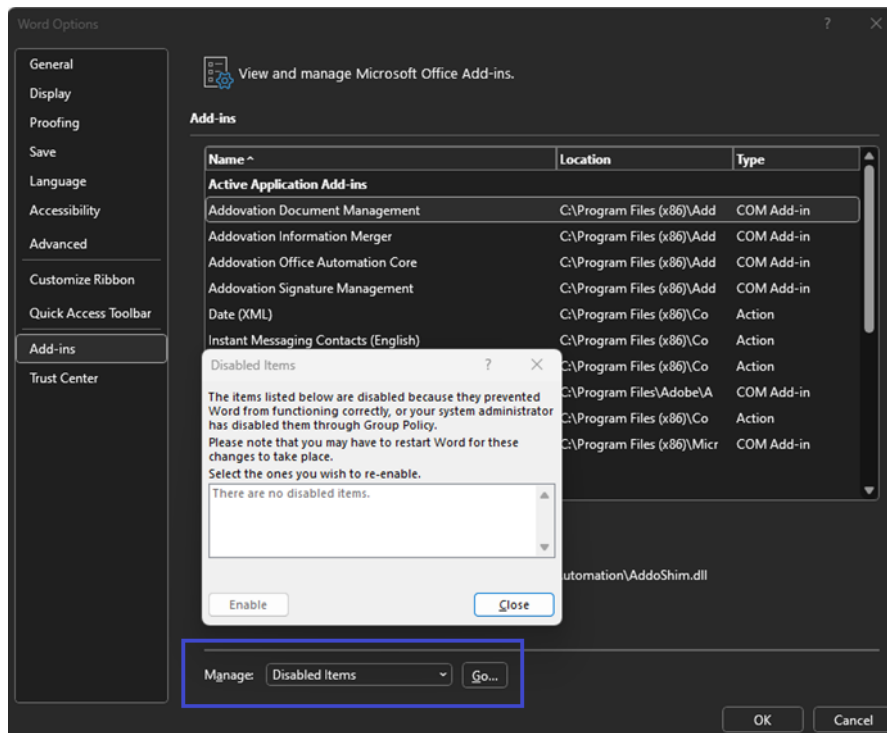 Word Options ? ×
General
Display
Proofing
Save
Language
Accessibility
Advanced
Customize Ribbon
Quick Access Toolbar
Add-ins
Trust Center
View and manage Microsoft Office Add-ins.
Add-ins
Name Location Type
Active Application Add-ins
Addovation Document Management C:\Program Files (x86)\Add COM Add-in
Addovation Information Merger C:\Program Files (x86)\Add COM Add-in
Addovation Office Automation Core C:\Program Files (x86)\Add COM Add-in
Addovation Signature Management C:\Program Files (x86)\Add COM Add-in
Date (XML) C:\Program Files (x86)\Co Action
Instant Messaging Contacts (English) C:\Program Files (x86)\Co Action
C:\Program Files (x86)\Co Action
C:\Program Files\Adobe\A COM Add-in
C:\Program Files (x86)\Co Action
C:\Program Files (x86)\Micr COM Add-in
utomation\AddoShim.dll
Disabled Items ? ×
The items listed below are disabled because they prevented
Word from functioning correctly, or your system administrator
has disabled them through Group Policy.
Please note that you may have to restart Word for these
changes to take place.
Select the ones you wish to re-enable.
There are no disabled items.
Enable Close
Manage: Disabled Items Go...
OK Cancel